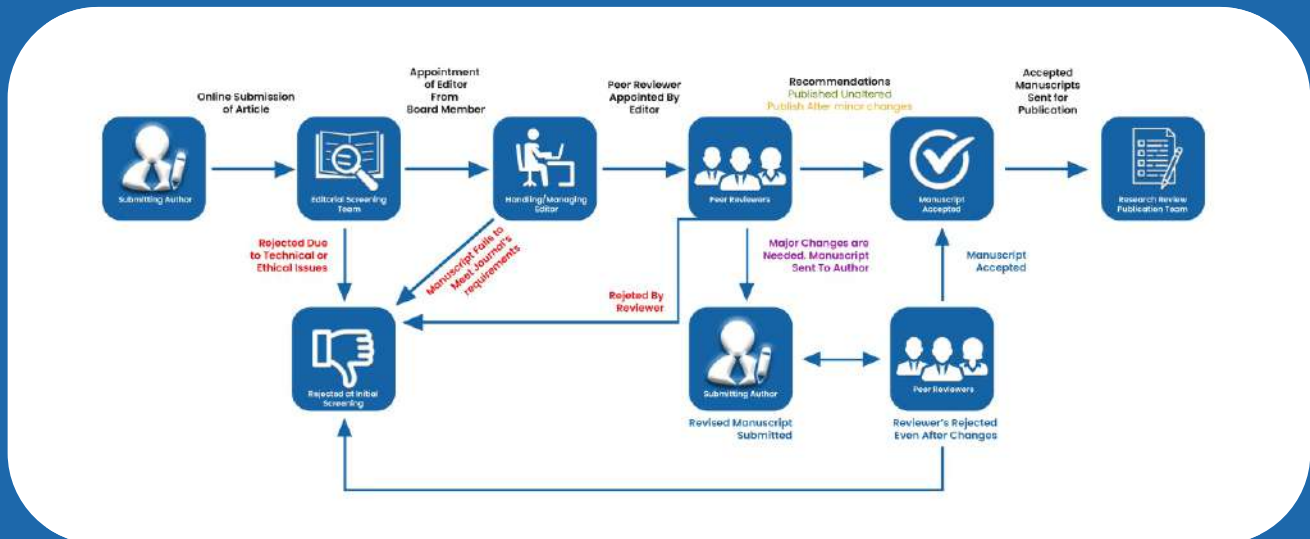 Online Submission
of Article
Appointment
of Editor
From
Board Member
Peer Reviewer
Appointed By
Editor
Recommendations
Published Unaltered
Publish After minor changes
Accepted
Manuscripts
Sent for
Publication
Submitting Author
Editorial Screening
Team
Handling/Managing
Editor
Peer Reviewers
Manuscript
Accepted
Research Review
Publication Team
Rejected Due
to Technical or
Ethical Issues
Manuscript Fails to
Meet Journal's
requirements
Rejeted By
Reviewer
Major Changes are
Needed. Manuscript
Sent To Author
Manuscript
Accepted
Rejected at Initial
Screening
Submitting Author
Peer Reviewers
Revised Manuscript
Submitted
Reviewer's Rejected
Even After Changes